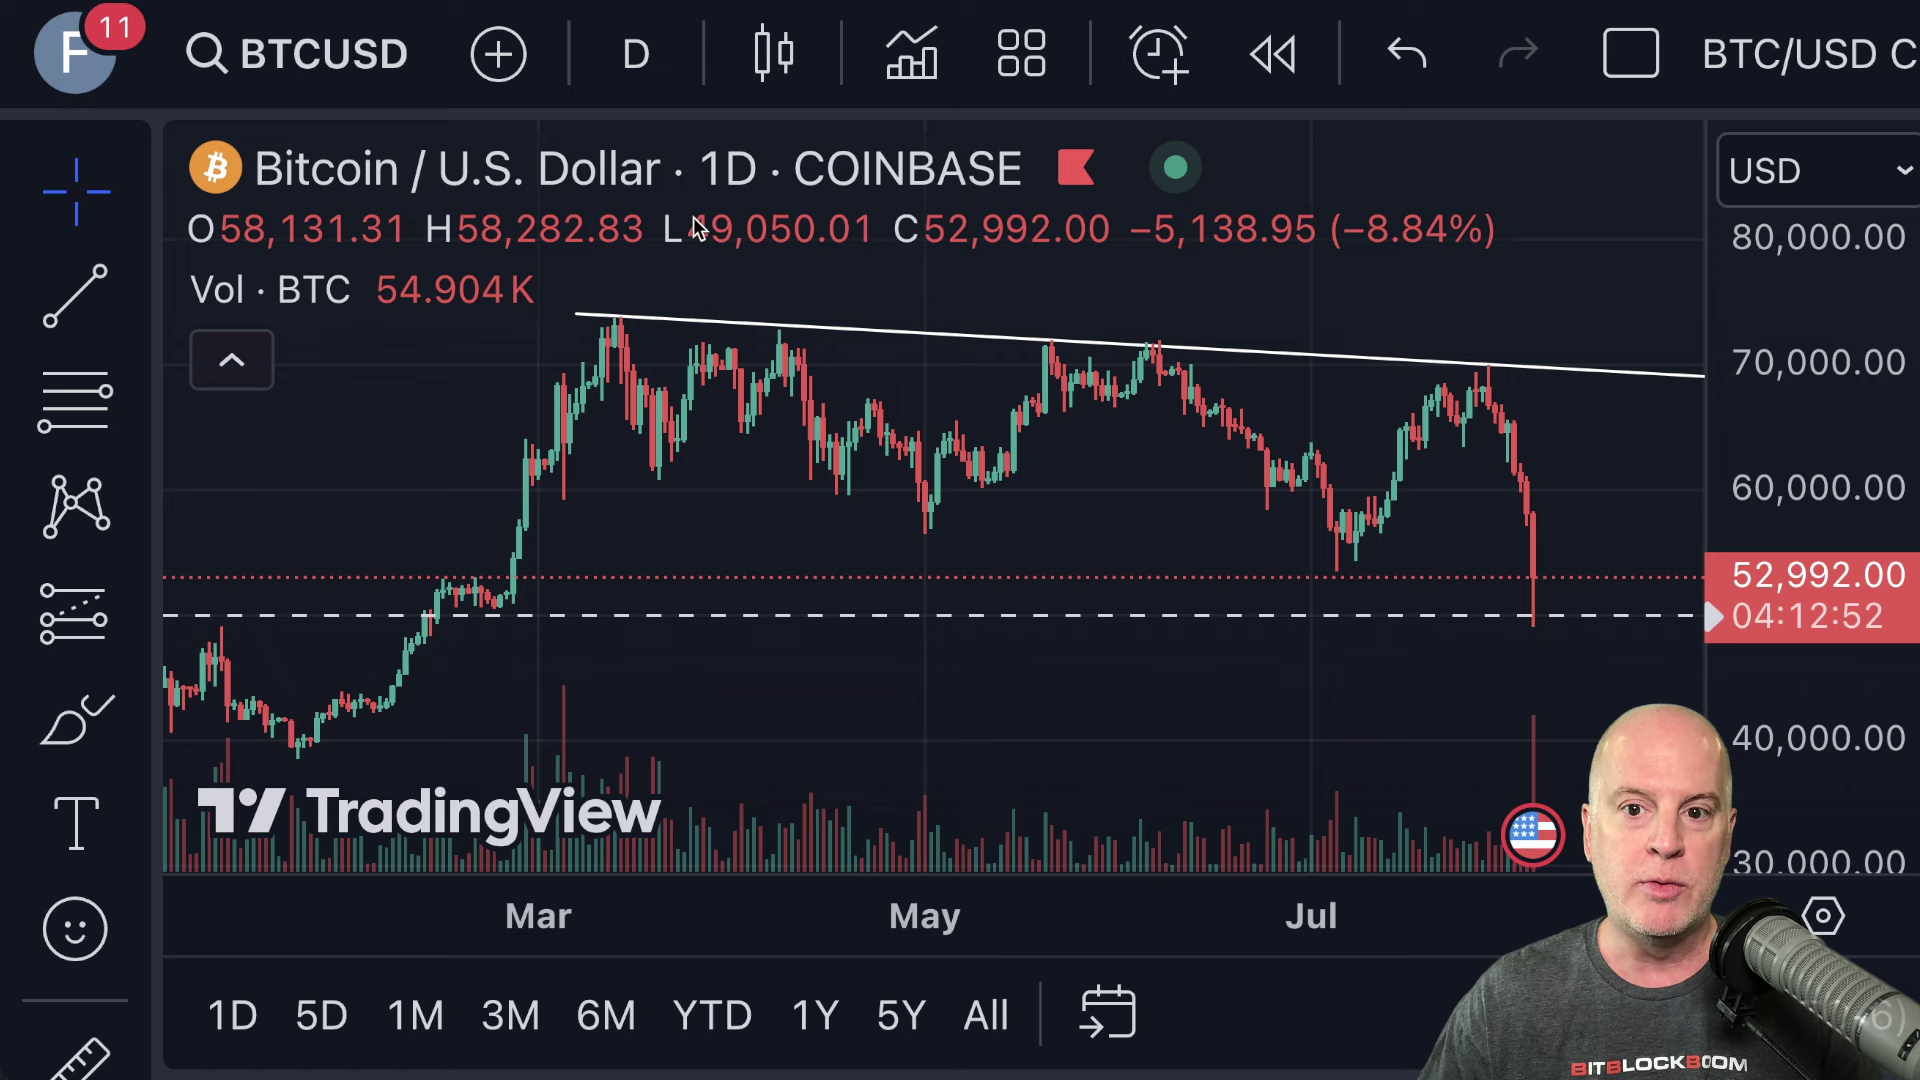 F 11 BTCUSD D BTC/USD C
Bitcoin / U.S. Dollar · 1D · COINBASE
USD
O58,131.31 H58,282.83 L49,050.01 C52,992.00 −5,138.95 (−8.84%)
80,000.00
Vol · BTC 54.904K
70,000.00
60,000.00
52,992.00
04:12:52
40,000.00
TradingView
30,000.00
Mar May Jul
1D 5D 1M 3M 6M YTD 1Y 5Y All
6)
BITBLOCKBOOM